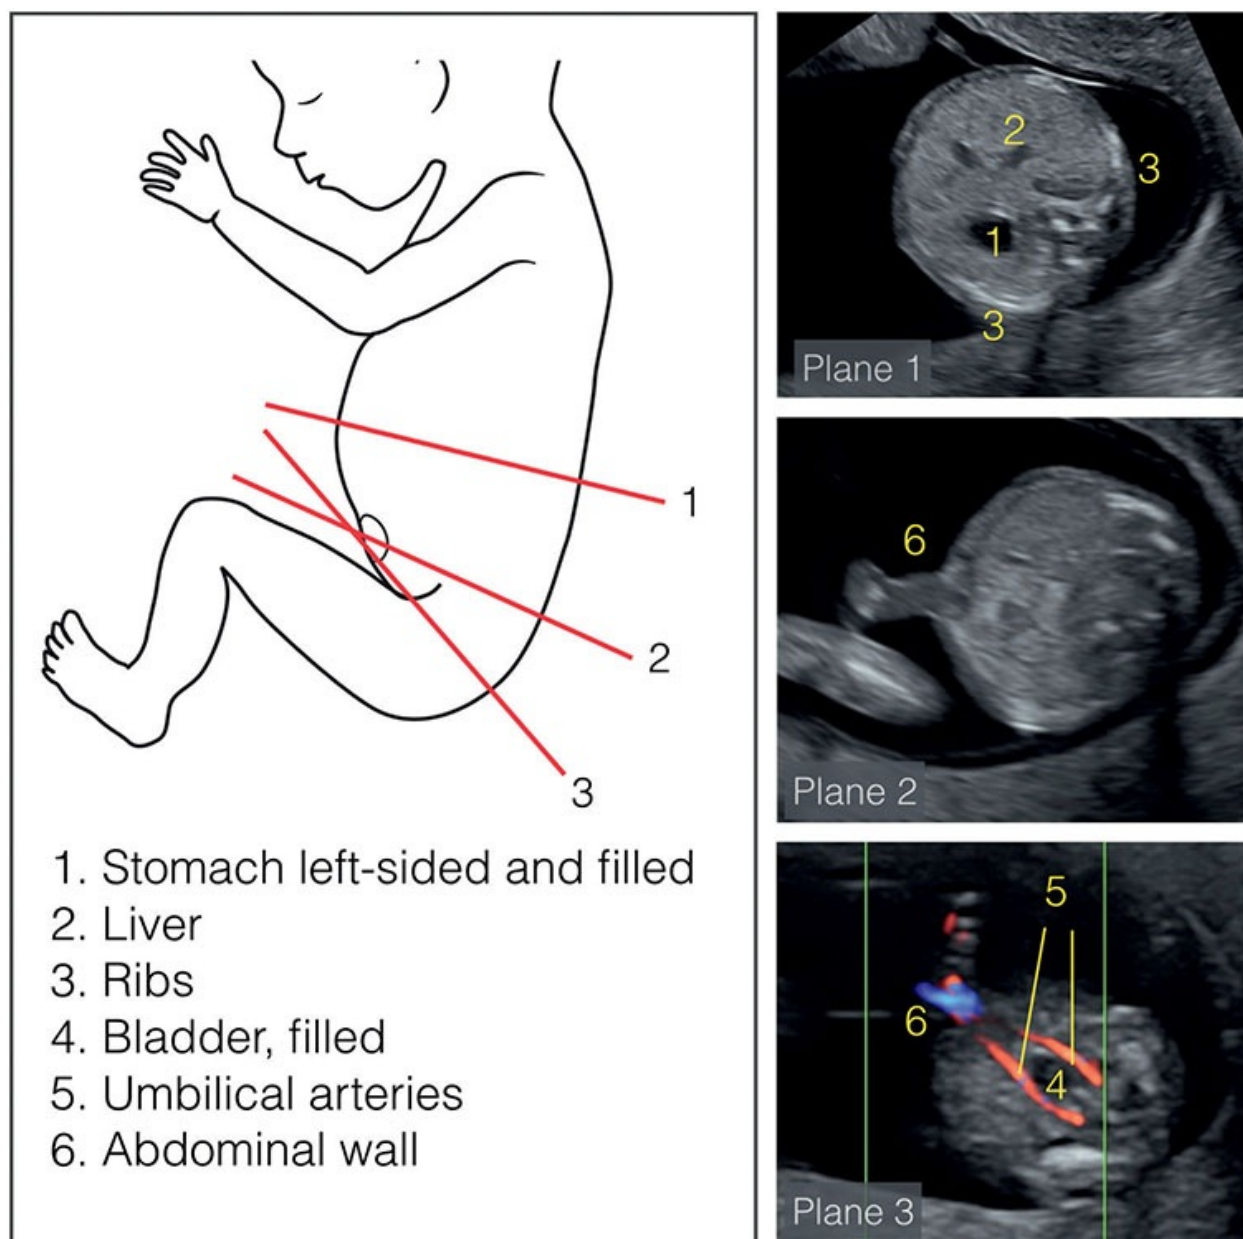 1
2
3
1. Stomach left-sided and filled
2. Liver
3. Ribs
4. Bladder, filled
5. Umbilical arteries
6. Abdominal wall
2
3
1
3
Plane 1
6
Plane 2
5
6
4
Plane 3